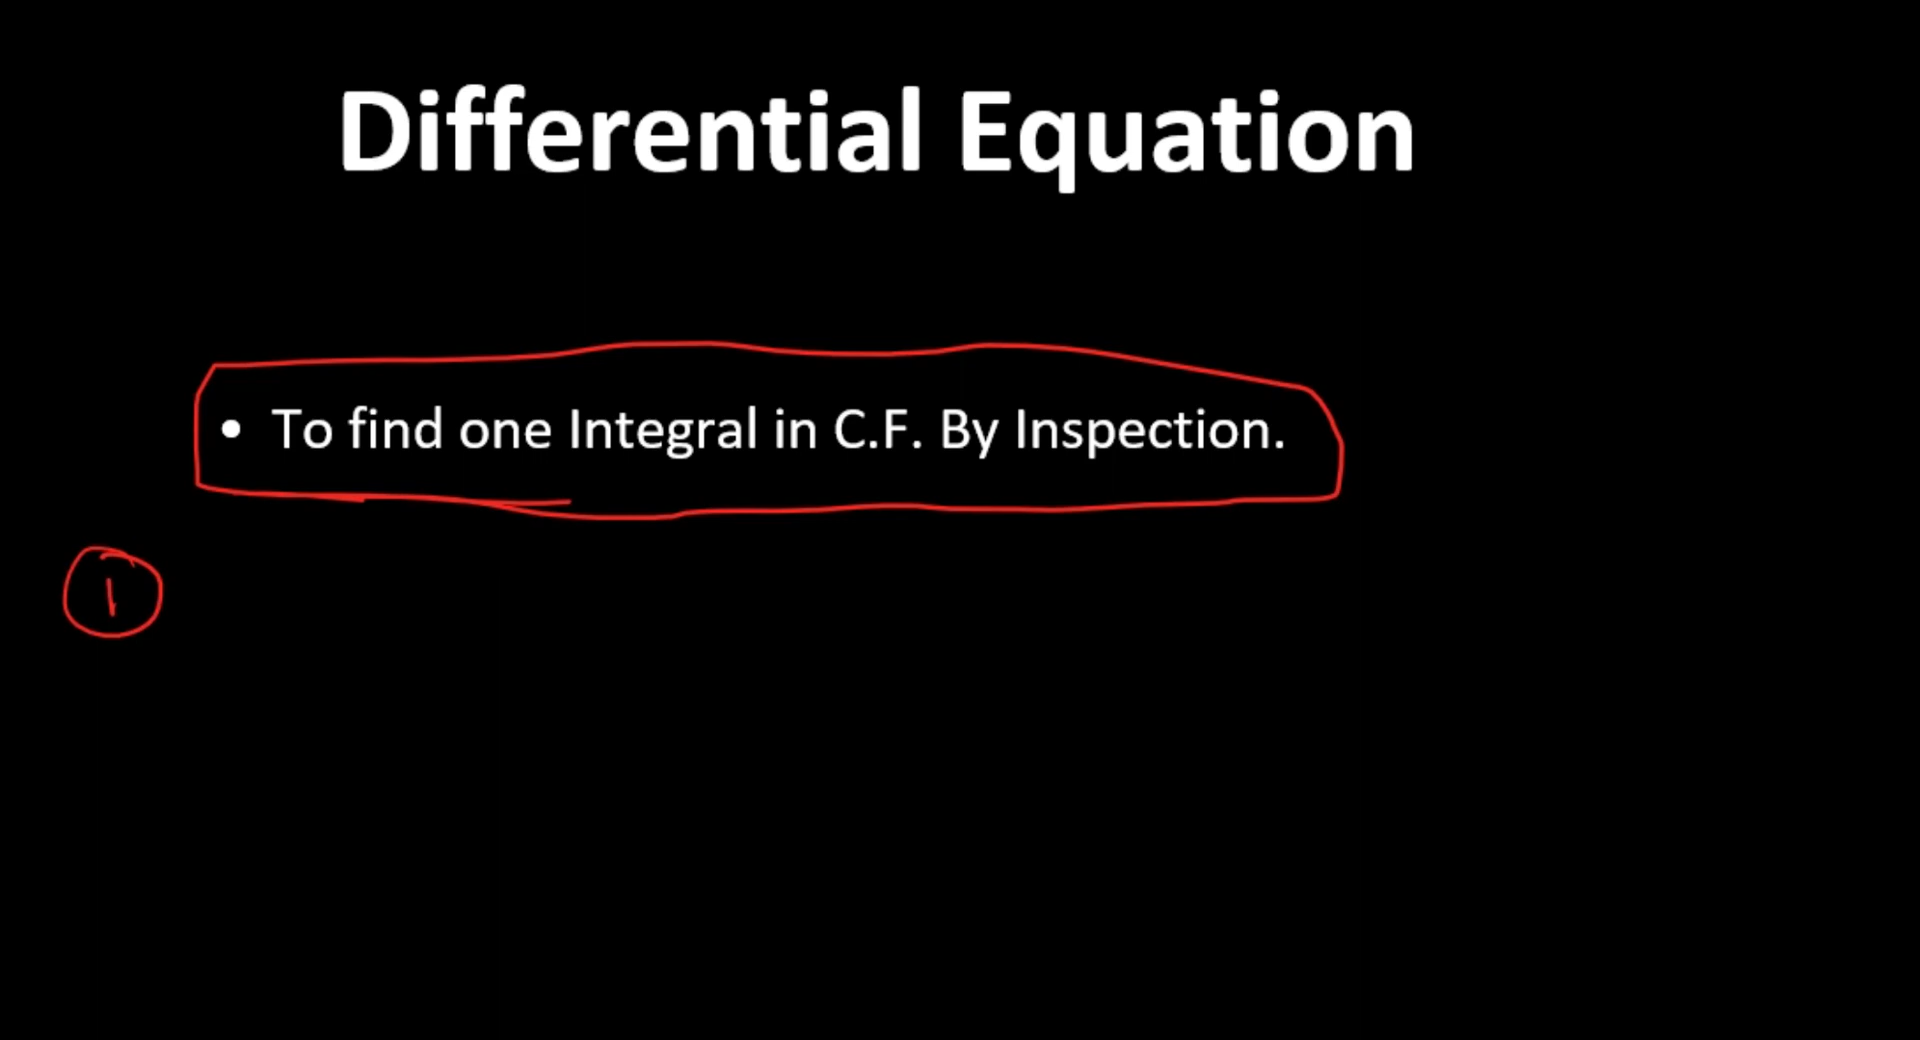 Differential Equation
• To find one Integral in C.F. By Inspection.
1